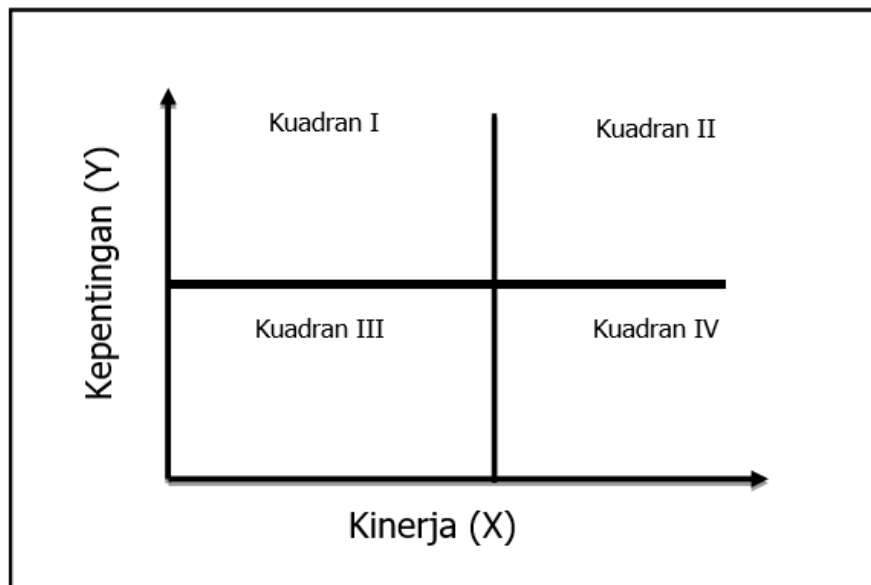 Kuadran I
Kuadran II
Kepentingan (Y)
Kuadran III
Kuadran IV
Kinerja (X)